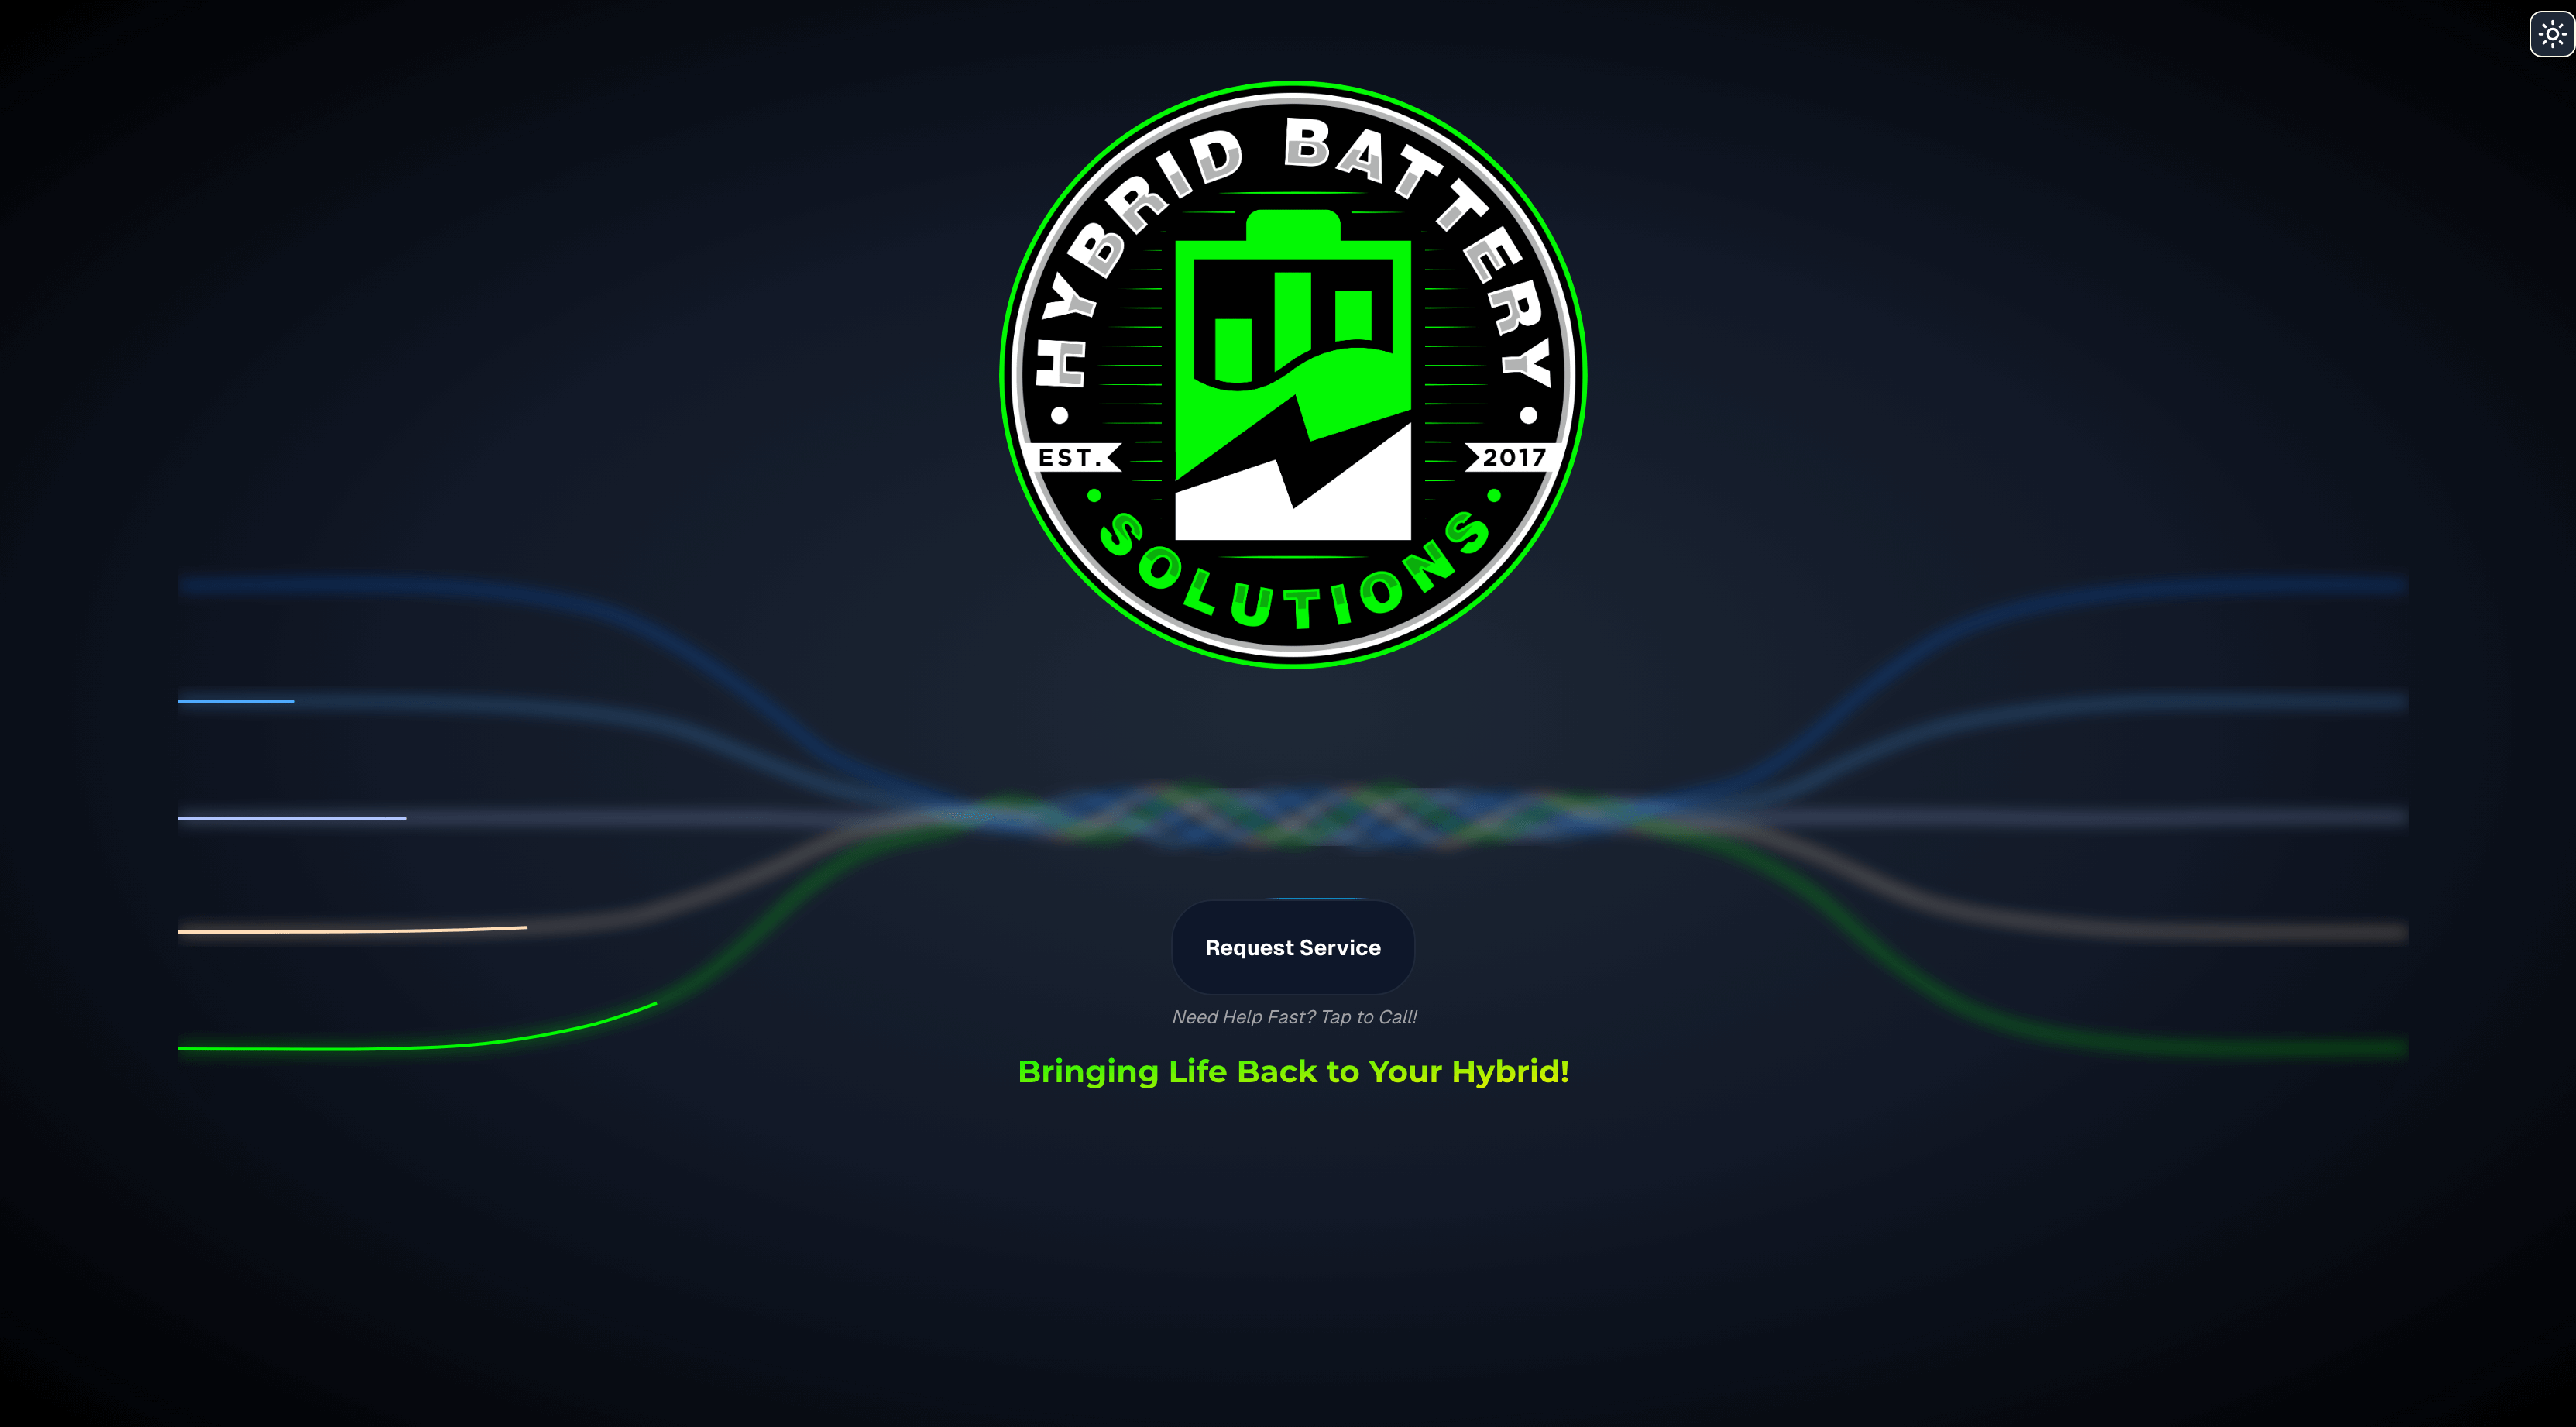 HYBRID BATTERY
EST. 2017
SOLUTIONS
Request Service
Need Help Fast? Tap to Call!
Bringing Life Back to Your Hybrid!